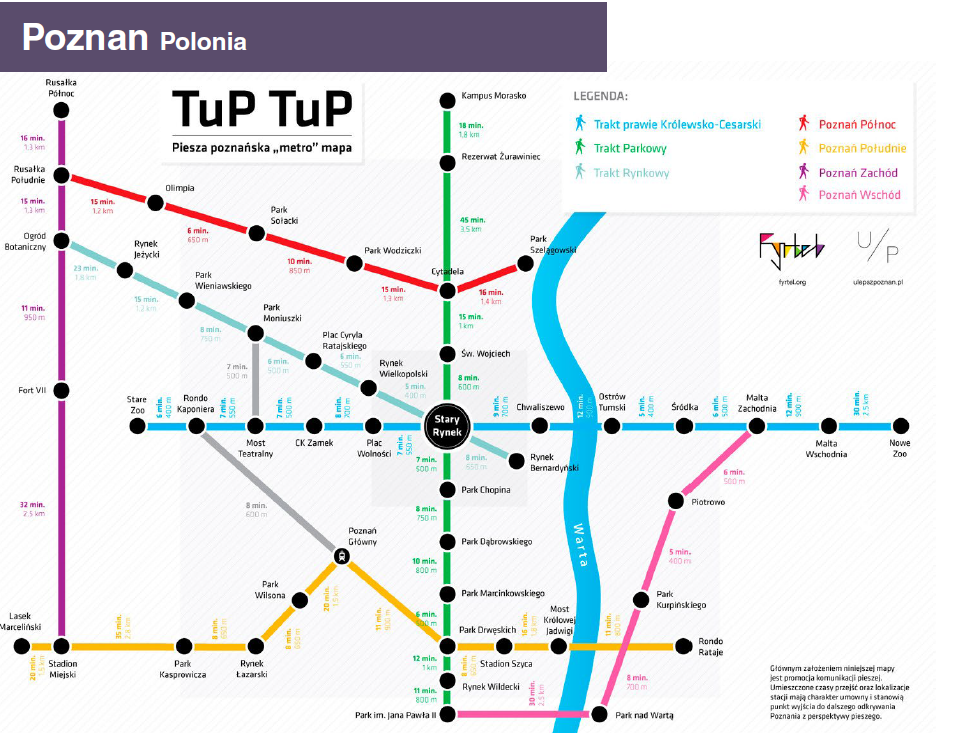 Poznan Polonia
TuP TuP
Piesza poznańska „metro” mapa
LEGENDA:
Trakt prawie Królewsko-Cesarski
Trakt Parkowy
Trakt Rynkowy
Poznań Północ
Poznań Południe
Poznań Zachód
Poznań Wschód
Fyrtel
fyrtel.org
U/P
ulepszpoznan.pl
Rusałka
Północ
16 min.
1.3 km
Rusałka
Południe
15 min.
1.3 km
Ogród
Botaniczny
11 min.
950 m
Fort VII
32 min.
2.5 km
Stadion
Miejski
15 min.
1,2 km
Olimpia
6 min.
650 m
Park
Sołacki
10 min.
850 m
Park Wodziczki
15 min.
1,3 km
Cytadela
16 min.
1,4 km
Park
Szelągowski
Kampus Morasko
18 min.
1,8 km
Rezerwat Żurawiniec
45 min.
3,5 km
15 min.
1 km
Św. Wojciech
8 min.
600 m
Stary
Rynek
23 min.
1.8 km
Rynek
Jeżycki
15 min.
1.2 km
Park
Wieniawskiego
8 min.
750 m
Park
Moniuszki
6 min.
500 m
Plac Cyryla
Ratajskiego
6 min.
550 m
Rynek
Wielkopolski
5 min.
400 m
8 min.
650 m
Rynek
Bernardyński
7 min.
500 m
Stare
Zoo
6 min.
400 m
Rondo
Kaponiera
7 min.
550 m
Most
Teatralny
7 min.
500 m
CK Zamek
8 min.
700 m
Plac
Wolności
7 min.
550 m
9 min.
700 m
Chwaliszewo
12 min.
900 m
Ostrów
Tumski
5 min.
400 m
Śródka
6 min.
500 m
Malta
Zachodnia
12 min.
900 m
Malta
Wschodnia
30 min.
2.5 km
Nowe
Zoo
7 min.
500 m
Park Chopina
8 min.
750 m
Park Dąbrowskiego
10 min.
800 m
Park Marcinkowskiego
6 min.
Park Drwęskich
12 min.
1 km
Rynek Wildecki
11 min.
800 m
Park im. Jana Pawła II
8 min.
600 m
Poznań
Główny
Park
Wilsona
20 min.
11 min.
Lasek
Marceliński
20 min.
35 min.
Park
Kasprowicza
8 min.
Rynek
Łazarski
8 min.
8 min.
Stadion Szyca
16 min.
Most
Królowej
Jadwigi
11 min.
Rondo
Rataje
6 min.
500 m
Piotrowo
5 min.
400 m
Park
Kurpińskiego
8 min.
700 m
Park nad Wartą
30 min.
2.5 km
Warta
Głównym założeniem niniejszej mapy
jest promocja komunikacji pieszej.
Umieszczone czasy przejść oraz lokalizacje
stacji mają charakter umowny i stanowią
punkt wyjścia do dalszego odkrywania
Poznania z perspektywy pieszego.